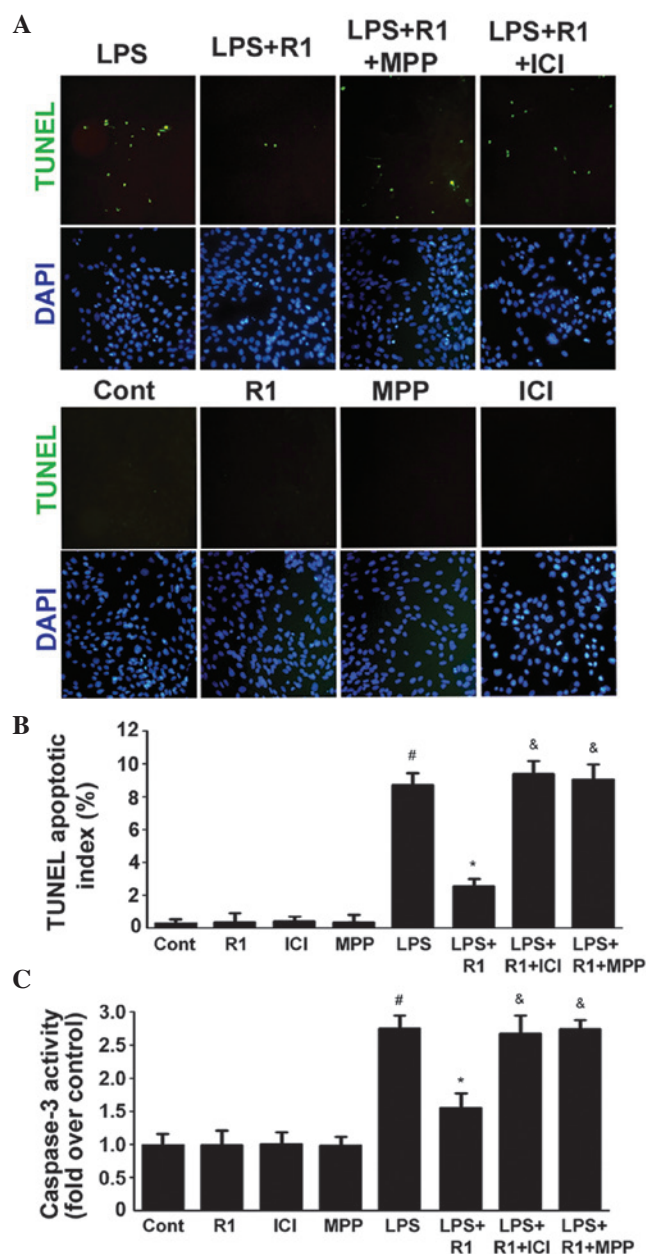 A
LPS LPS+R1 LPS+R1 +MPP LPS+R1 +ICI
TUNEL
DAPI
Cont R1 MPP ICI
TUNEL
DAPI
B
TUNEL apoptotic
index (%)
12
10
8
6
4
2
0
# * & &
Cont R1 ICI MPP LPS LPS+ R1 LPS+ R1+ICI LPS+ R1+MPP
C
Caspase-3 activity
(fold over control)
3.0
2.5
2.0
1.5
1.0
0.5
0
# * & &
Cont R1 ICI MPP LPS LPS+ R1 LPS+ R1+ICI LPS+ R1+MPP